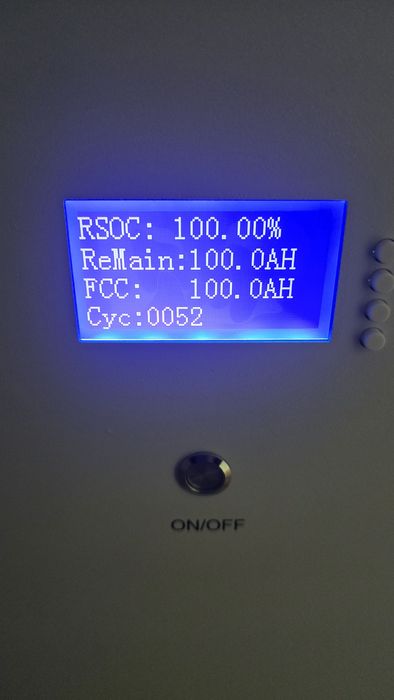 RSOC: 100.00%
ReMain:100.0AH
FCC: 100.0AH
Cyc:0052
ON/OFF